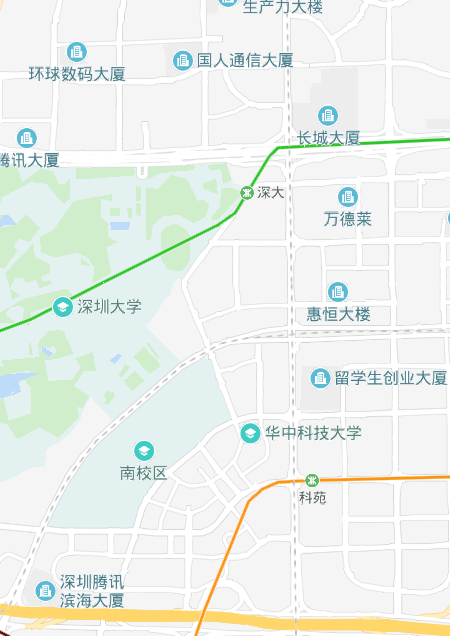 生产力大楼
国人通信大厦
环球数码大厦
长城大厦
腾讯大厦
深大
万德莱
深圳大学
惠恒大楼
留学生创业大厦
华中科技大学
南校区
科苑
深圳腾讯
滨海大厦